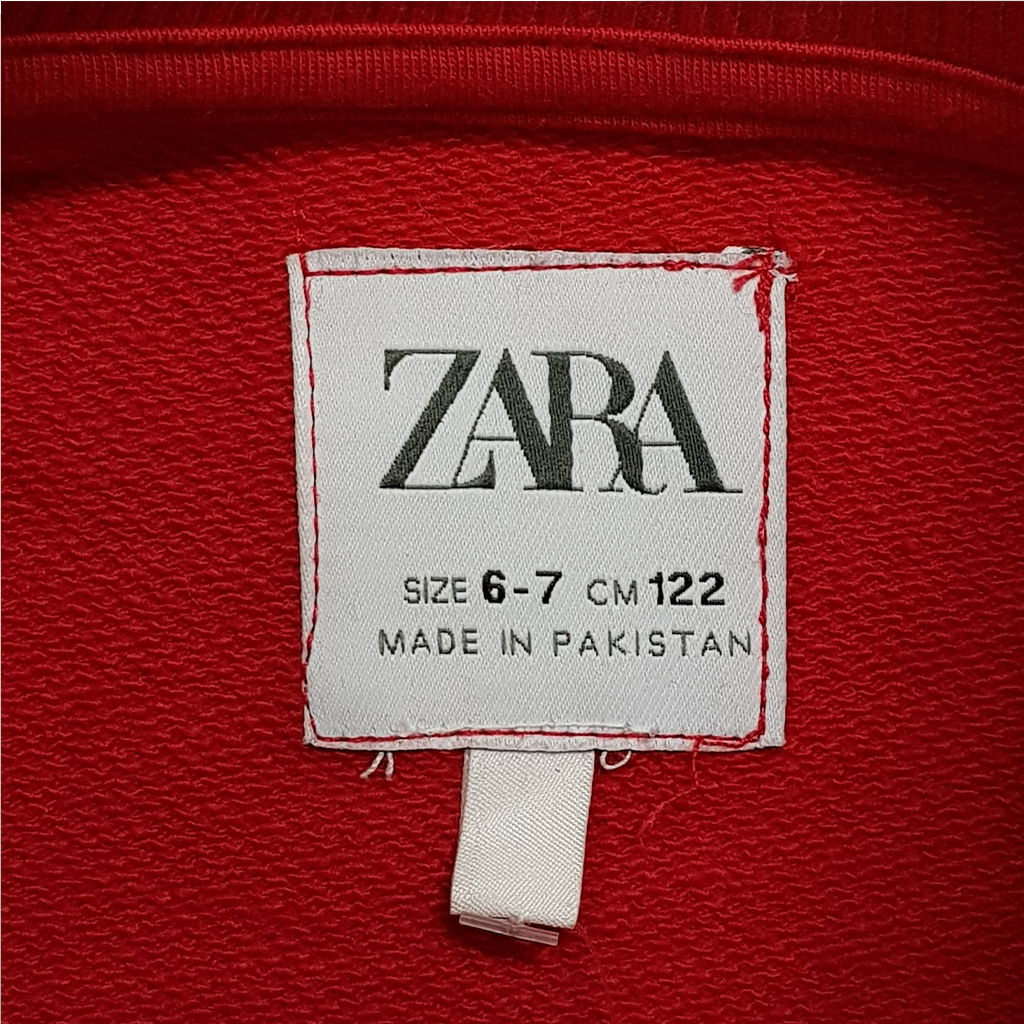 ZARA
SIZE 6-7 CM 122
MADE IN PAKISTAN